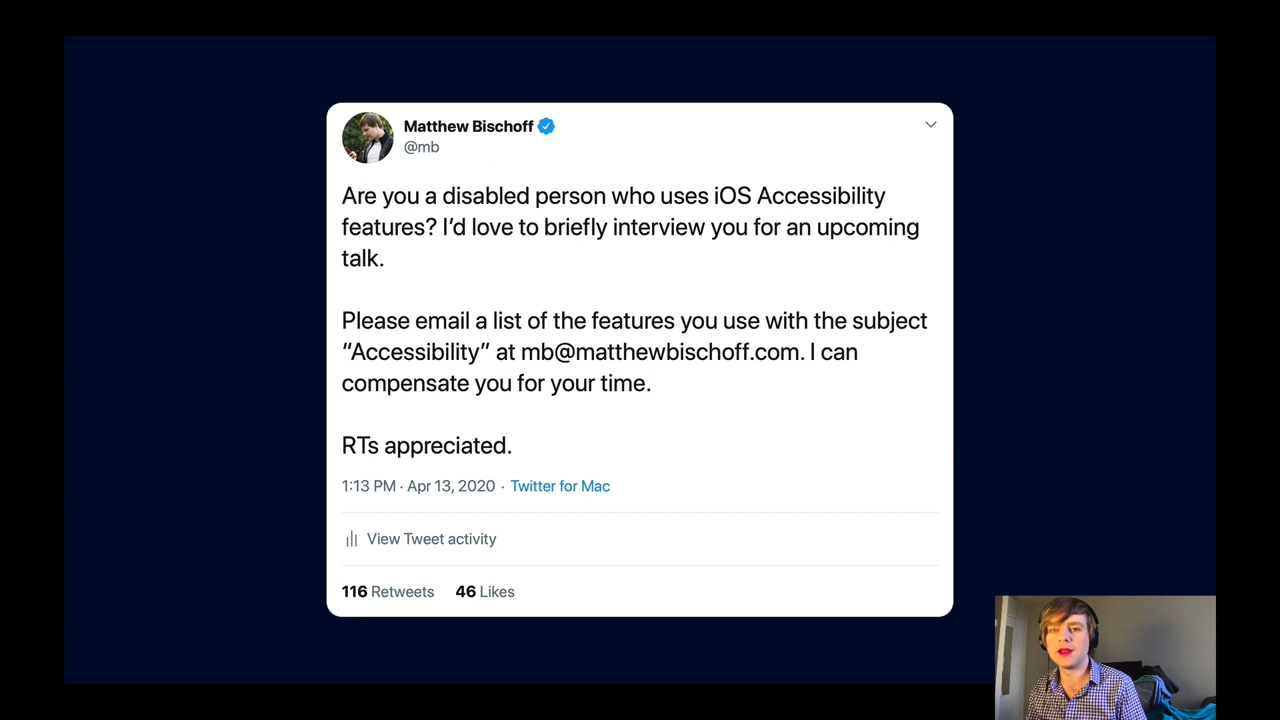 Matthew Bischoff
@mb
Are you a disabled person who uses iOS Accessibility
features? I’d love to briefly interview you for an upcoming
talk.
Please email a list of the features you use with the subject
“Accessibility” at mb@matthewbischoff.com. I can
compensate you for your time.
RTs appreciated.
1:13 PM · Apr 13, 2020 · Twitter for Mac
View Tweet activity
116 Retweets 46 Likes